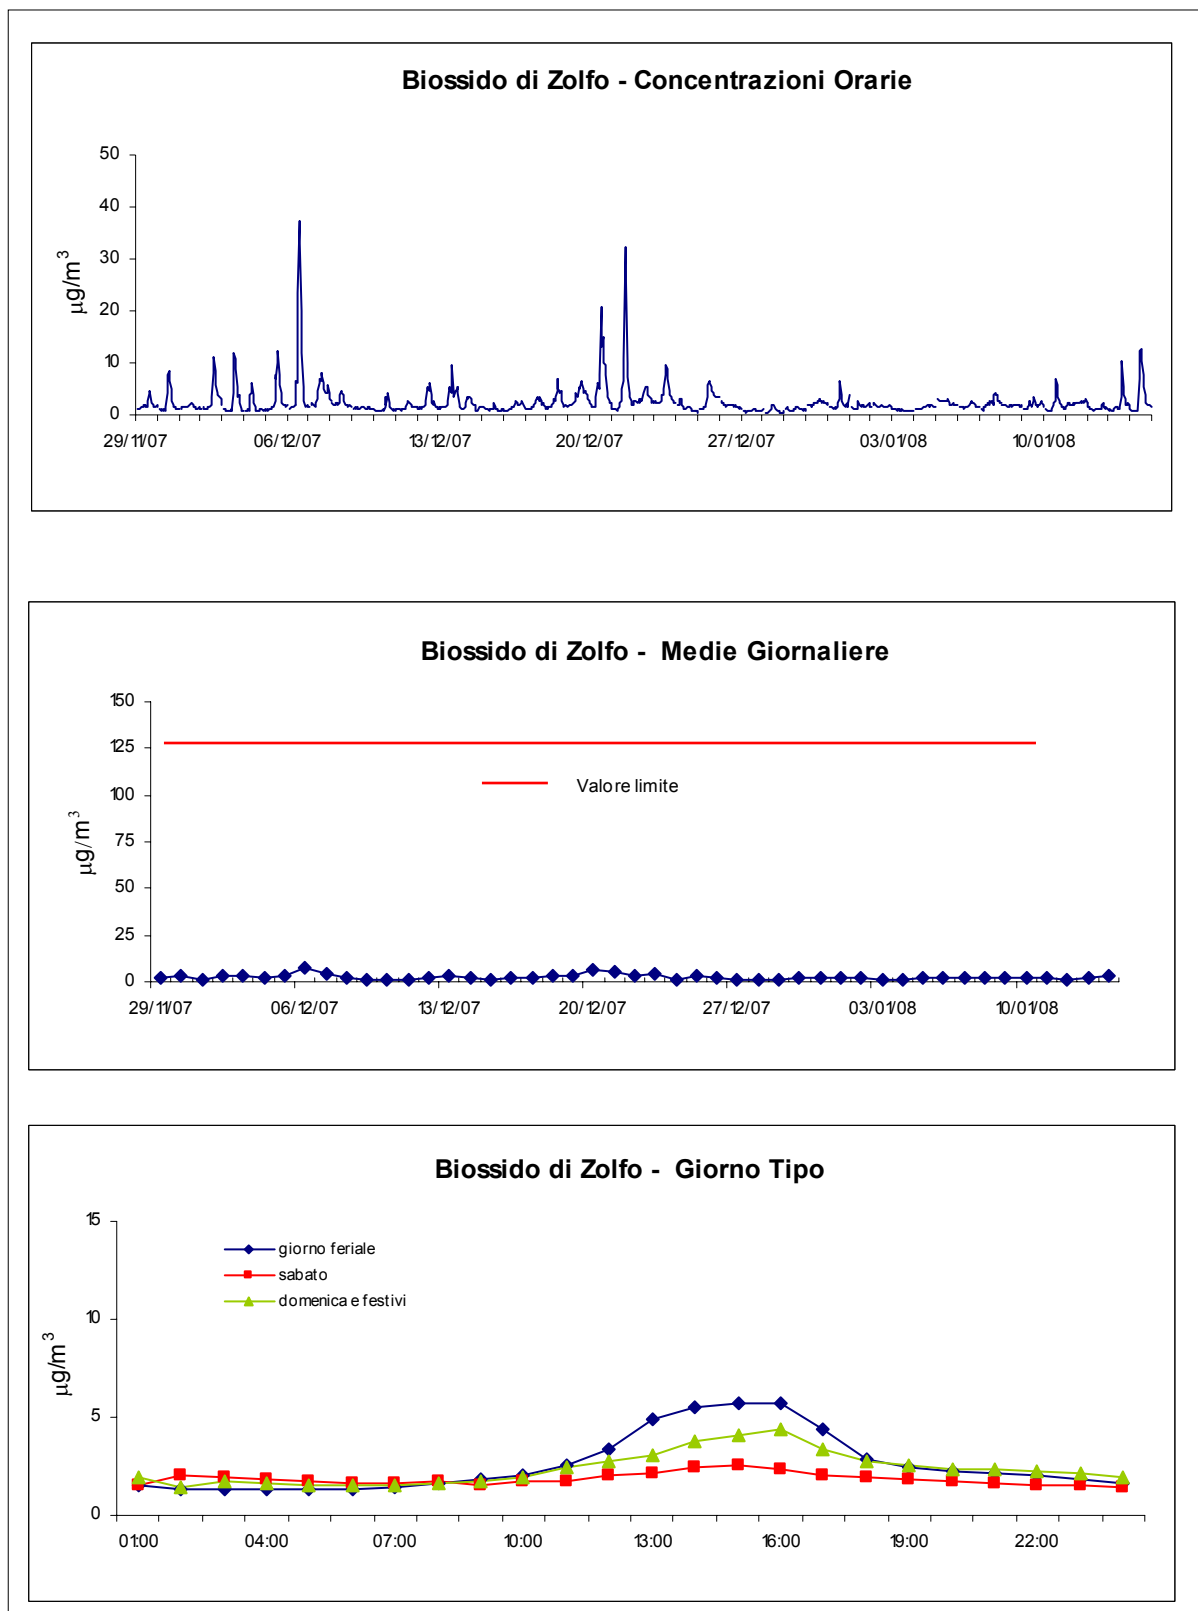 Biossido di Zolfo - Concentrazioni Orarie
µg/m³
50
40
30
20
10
0
29/11/07 06/12/07 13/12/07 20/12/07 27/12/07 03/01/08 10/01/08
Biossido di Zolfo - Medie Giornaliere
µg/m³
150
125
100
75
50
25
0
Valore limite
29/11/07 06/12/07 13/12/07 20/12/07 27/12/07 03/01/08 10/01/08
Biossido di Zolfo - Giorno Tipo
µg/m³
15
10
5
0
giorno feriale
sabato
domenica e festivi
01:00 04:00 07:00 10:00 13:00 16:00 19:00 22:00